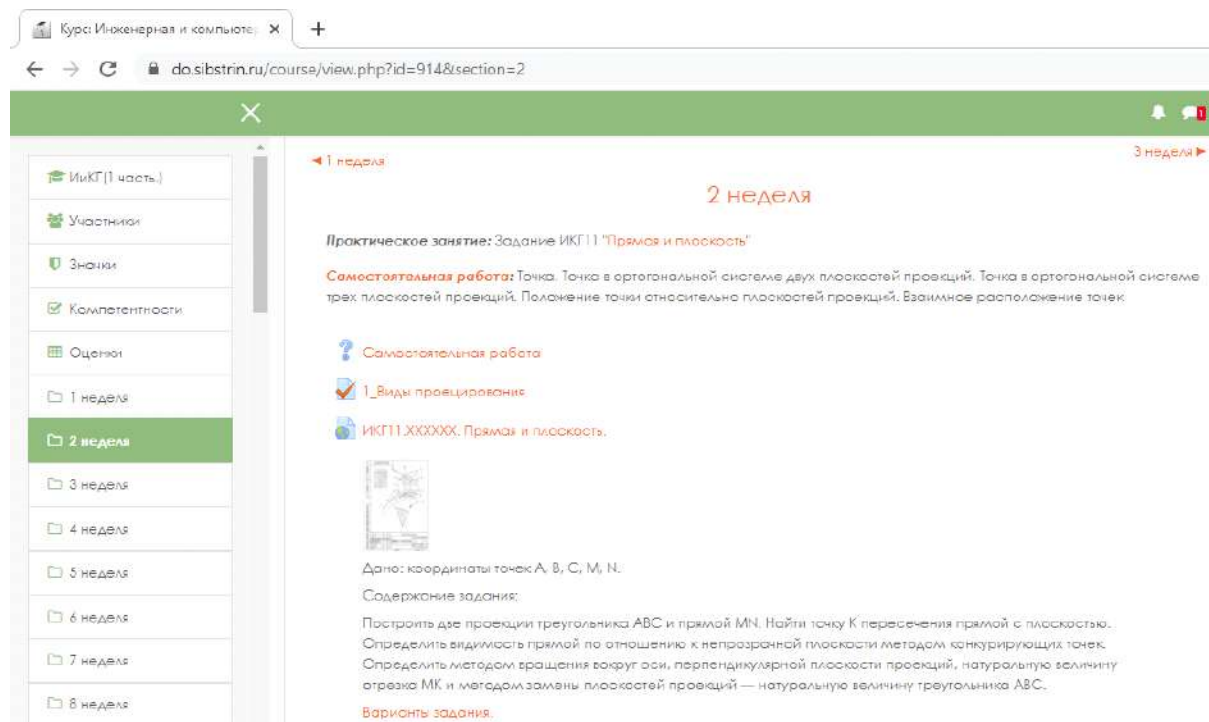 Курс: Инженерная и компьютер
do.sibstrin.ru/course/view.php?id=914&section=2
1
ИиКГ(1 часть.)
Участники
Значки
Компетентности
Оценки
1 неделя
2 неделя
3 неделя
4 неделя
5 неделя
6 неделя
7 неделя
8 неделя
◄1 неделя
3 неделя►
2 неделя
Практическое занятие: Задание ИКГ11 "Прямая и плоскость"
Самостоятальная работа: Точка. Точка в ортогональной системе двух плоскостей проекций. Точка в ортогональной системе
трех плоскостей проекций. Положение точки относительно плоскостей проекций. Взаимное расположение точек
Самостоятельная работа
1_Виды проецирования
ИКГ11.XXXXXX. Прямая и плоскость.
Дано: координаты точек A, B, C, M, N.
Содержание задания:
Построить две проекции треугольника ABC и прямой MN. Найти точку K пересечения прямой с плоскостью.
Определить видимость прямой по отношению к непрозрачной плоскости методом конкурирующих точек.
Определить методом вращения вокруг оси, перпендикулярной плоскости проекций, натуральную величину
отрезка MK и методом замены плоскостей проекций — натуральную величину треугольника ABC.
Варианты задания.